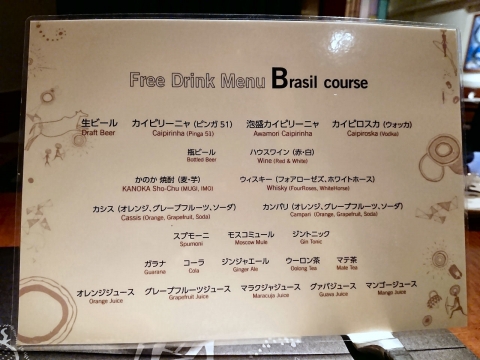 Free Drink Menu Brasil course
生ビール カイピリーニャ (ピンガ 51) 泡盛カイピリーニャ カイピロスカ (ウォッカ)
Draft Beer Caipirinha (Pinga 51) Awamori Caipirinha Caiproska (Vodka)
瓶ビール ハウスワイン (赤・白)
Bottled Beer Wine (Red & White)
かのか 焼酎 (麦・芋) ウィスキー (フォアローゼズ、ホワイトホース)
KANOKA Sho-Chu (MUGI, IMO) Whisky (FourRoses, WhiteHorse)
カシス (オレンジ、グレープフルーツ、ソーダ) カンパリ (オレンジ、グレープフルーツ、ソーダ)
Cassis (Orange, Grapefruit, Soda) Campari (Orange, Grapefruit, Soda)
スプモーニ モスコミュール ジントニック
Spumoni Moscow Mule Gin Tonic
ガラナ コーラ ジンジャエール ウーロン茶 マテ茶
Guarana Cola Ginger Ale Oolong Tea Mate Tea
オレンジジュース グレープフルーツジュース マラクジャジュース グァバジュース マンゴージュース
Orange Juice Grapefruit Juice Maracuja Juice Guava Juice Mango Juice